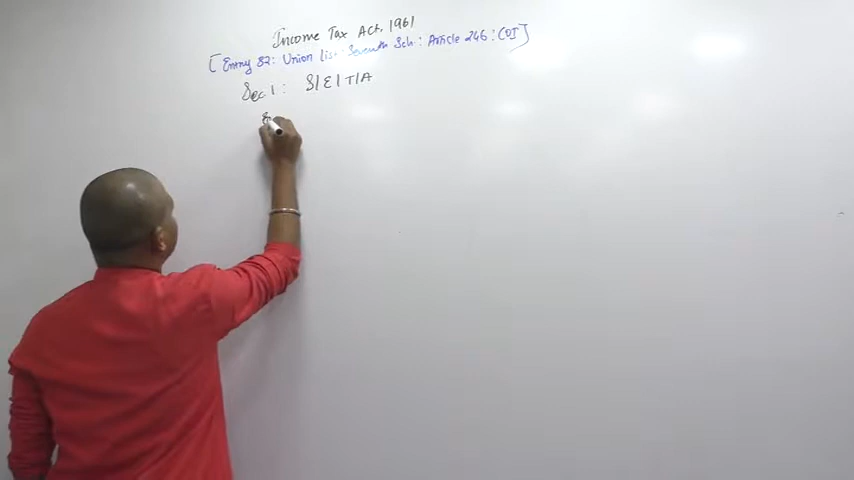 Income Tax Act, 1961
[Entry 82: Union List: Seventh Sch.: Article 246: COI]
Sec 1: S/E/T/A